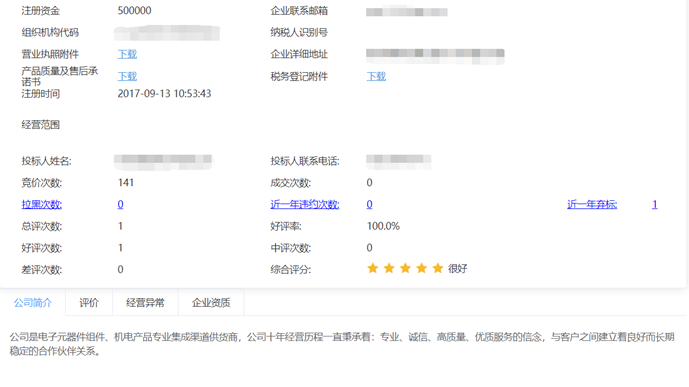 注册资金 500000 企业联系邮箱
组织机构代码 纳税人识别号
营业执照附件 下载 企业详细地址
产品质量及售后承诺书 下载 税务登记附件 下载
注册时间 2017-09-13 10:53:43
经营范围
投标人姓名: 投标人联系电话:
竞价次数: 141 成交次数: 0
拉黑次数: 0 近一年违约次数: 0 近一年弃标: 1
总评次数: 1 好评率: 100.0%
好评次数: 1 中评次数: 0
差评次数: 0 综合评分: 很好
公司简介 评价 经营异常 企业资质
公司是电子元器件组件、机电产品专业集成渠道供货商，公司十年经营历程一直秉承着：专业、诚信、高质量、优质服务的信念，与客户之间建立着良好而长期
稳定的合作伙伴关系。